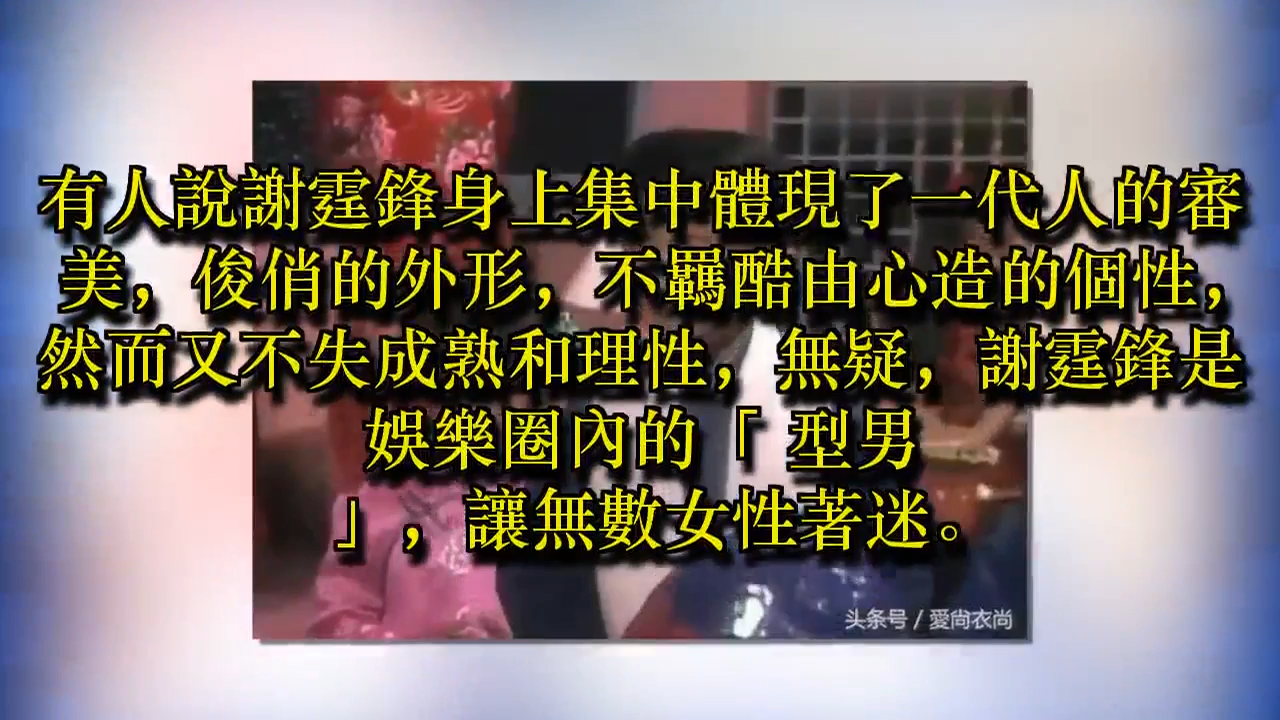 有人說謝霆鋒身上集中體現了一代人的審
美，俊俏的外形，不羈酷由心造的個性，
然而又不失成熟和理性，無疑，謝霆鋒是
娛樂圈內的「 型男
」，讓無數女性著迷。
头条号 / 愛尚衣尚